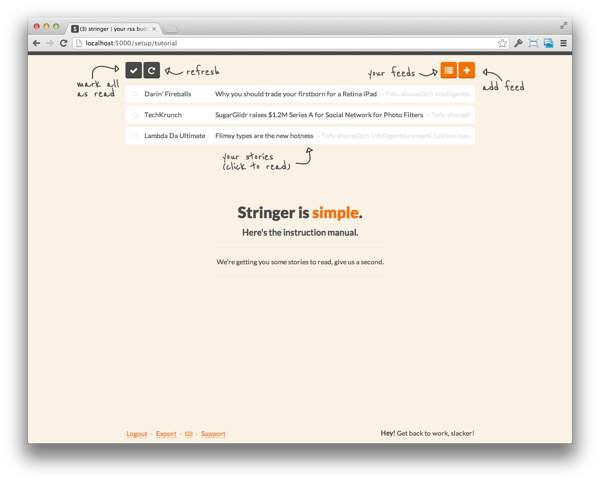 (3) stringer | your rss bud
localhost:5000/setup/tutorial
mark all
as read
refresh
your feeds
add feed
Darin' Fireballs Why you should trade your firstborn for a Retina iPad — Tofu shoreditch intelligentsi
TechKrunch SugarGlidr raises $1.2M Series A for Social Network for Photo Filters — Tofu shoredi
Lambda Da Ultimate Flimsy types are the new hotness — Tofu shoreditch intelligentsia umami, fashion axe
your stories
(click to read)
Stringer is simple.
Here's the instruction manual.
We're getting you some stories to read, give us a second.
Logout - Export - - Support
Hey! Get back to work, slacker!